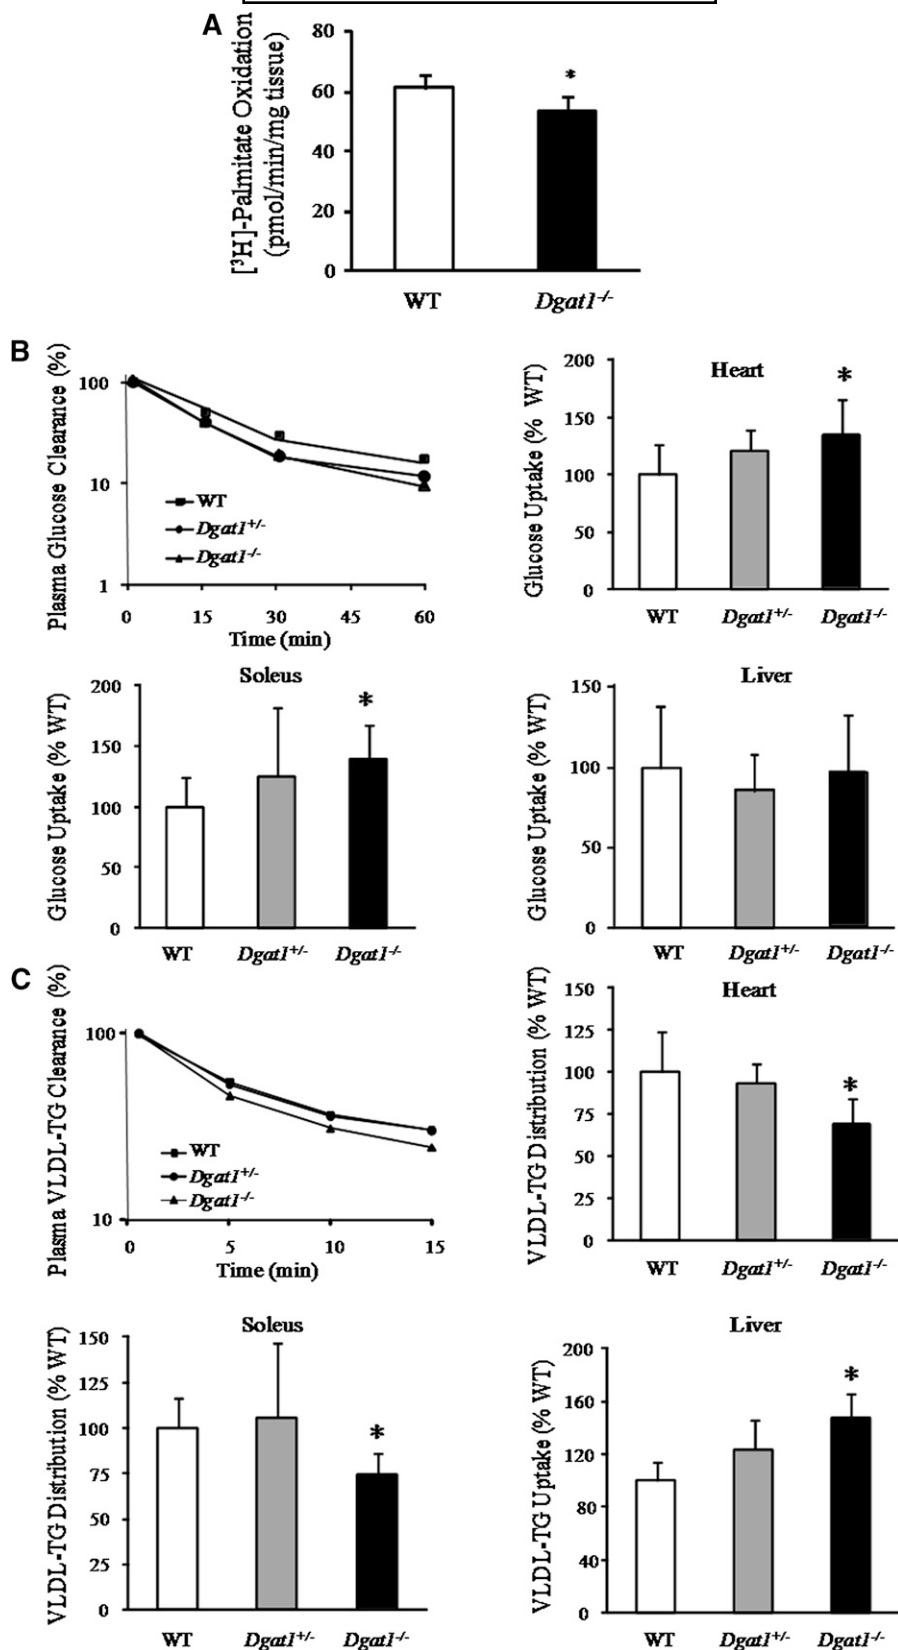 A
[³H]-Palmitate Oxidation
(pmol/min/mg tissue)
80
60
40
20
0
*
WT
Dgat1-/-
B
Plasma Glucose Clearance (%)
100
10
1
WT
Dgat1+/-
Dgat1-/-
0 15 30 45 60
Time (min)
Heart
Glucose Uptake (% WT)
200
150
100
50
0
*
WT Dgat1+/- Dgat1-/-
Soleus
Glucose Uptake (% WT)
200
150
100
50
0
*
WT Dgat1+/- Dgat1-/-
Liver
Glucose Uptake (% WT)
150
100
50
0
WT Dgat1+/- Dgat1-/-
C
Plasma VLDL-TG Clearance (%)
100
10
WT
Dgat1+/-
Dgat1-/-
0 5 10 15
Time (min)
Heart
VLDL-TG Distribution (% WT)
150
125
100
75
50
25
0
*
WT Dgat1+/- Dgat1-/-
Soleus
VLDL-TG Distribution (% WT)
150
125
100
75
50
25
0
*
WT Dgat1+/- Dgat1-/-
Liver
VLDL-TG Uptake (% WT)
200
160
120
80
40
0
*
WT Dgat1+/- Dgat1-/-